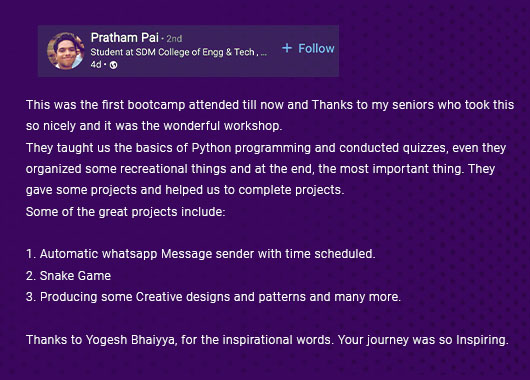 Pratham Pai • 2nd
Student at SDM College of Engg & Tech , ...
4d •
+ Follow
This was the first bootcamp attended till now and Thanks to my seniors who took this
so nicely and it was the wonderful workshop.
They taught us the basics of Python programming and conducted quizzes, even they
organized some recreational things and at the end, the most important thing. They
gave some projects and helped us to complete projects.
Some of the great projects include:
1. Automatic whatsapp Message sender with time scheduled.
2. Snake Game
3. Producing some Creative designs and patterns and many more.
Thanks to Yogesh Bhaiyya, for the inspirational words. Your journey was so Inspiring.